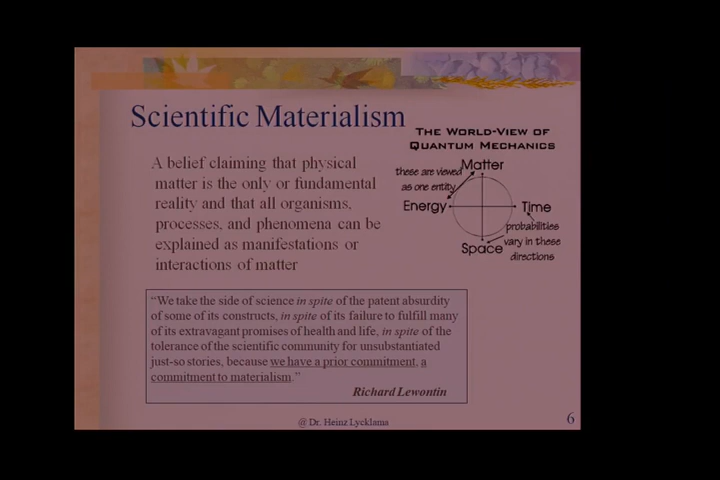 Scientific Materialism
THE WORLD-VIEW OF
QUANTUM MECHANICS
A belief claiming that physical
matter is the only or fundamental
reality and that all organisms,
processes, and phenomena can be
explained as manifestations or
interactions of matter
Matter
these are viewed
as one entity
Energy
Time
probabilities
vary in these
directions
Space
“We take the side of science in spite of the patent absurdity
of some of its constructs, in spite of its failure to fulfill many
of its extravagant promises of health and life, in spite of the
tolerance of the scientific community for unsubstantiated
just-so stories, because we have a prior commitment, a
commitment to materialism.”
Richard Lewontin
@ Dr. Heinz Lycklama
6